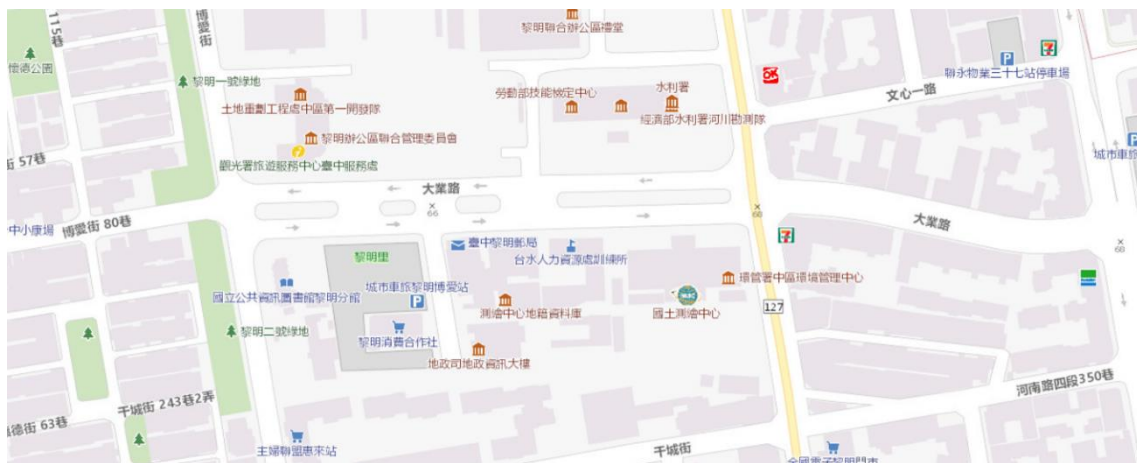 115巷
博愛街
黎明聯合辦公區禮堂
懷德公園
黎明一號綠地
聯永物業三十七站停車場
土地重劃工程處中區第一開發隊
勞動部技能檢定中心
水利署
文心一路
經濟部水利署河川勘測隊
黎明辦公區聯合管理委員會
街 57巷
觀光署旅遊服務中心臺中服務處
城市車旅
大業路
66
68
大業路
68
中小康場
博愛街 80巷
臺中黎明郵局
台水人力資源處訓練所
黎明里
環管署中區環境管理中心
城市車旅黎明博愛站
國立公共資訊圖書館黎明分館
測繪中心地籍資料庫
國土測繪中心
127
黎明二號綠地
黎明消費合作社
地政司地政資訊大樓
河南路四段350巷
干城街 243巷2弄
德街 63巷
干城街
主婦聯盟惠來站
全國電子黎明門市